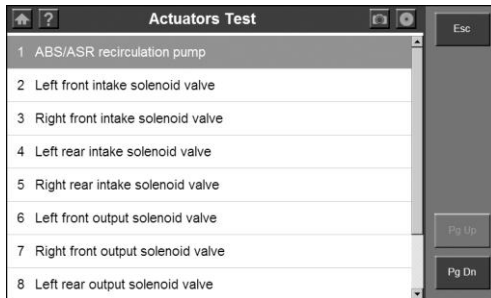 ? Actuators Test
Esc
1 ABS/ASR recirculation pump
2 Left front intake solenoid valve
3 Right front intake solenoid valve
4 Left rear intake solenoid valve
5 Right rear intake solenoid valve
6 Left front output solenoid valve
7 Right front output solenoid valve
8 Left rear output solenoid valve
Pg Up
Pg Dn